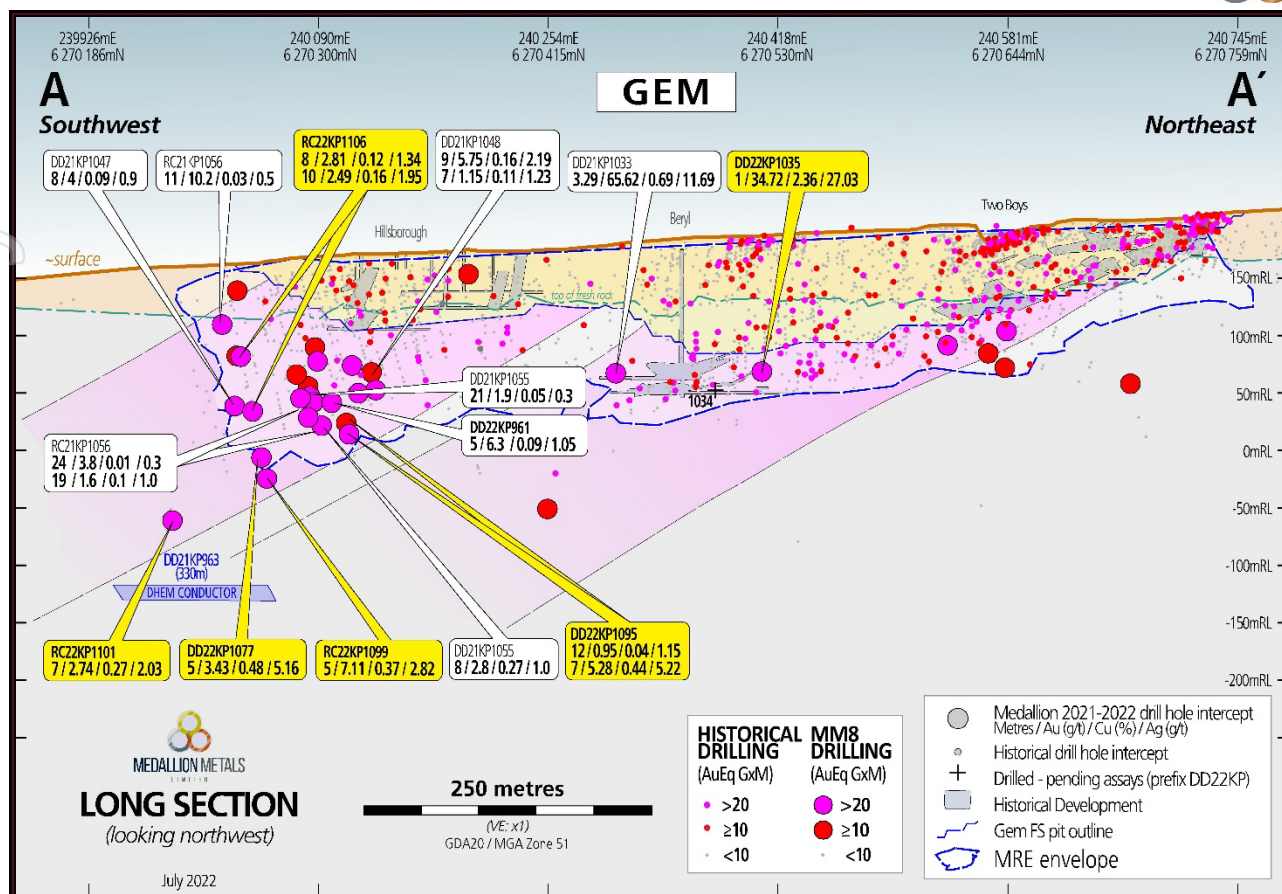 239926mE
6 270 186mN
240 090mE
6 270 300mN
240 254mE
6 270 415mN
240 418mE
6 270 530mN
240 581mE
6 270 644mN
240 745mE
6 270 759mN
A
Southwest
GEM
A´
Northeast
DD21KP1047
8 / 4 / 0.09 / 0.9
RC21KP1056
11 / 10.2 / 0.03 / 0.5
RC22KP1106
8 / 2.81 / 0.12 / 1.34
10 / 2.49 / 0.16 / 1.95
DD21KP1048
9 / 5.75 / 0.16 / 2.19
7 / 1.15 / 0.11 / 1.23
DD21KP1033
3.29 / 65.62 / 0.69 / 11.69
DD22KP1035
1 / 34.72 / 2.36 / 27.03
Hillsborough
Beryl
Two Boys
~surface
top of fresh rock
150mRL
100mRL
50mRL
0mRL
-50mRL
-100mRL
-150mRL
-200mRL
DD21KP1055
21 / 1.9 / 0.05 / 0.3
DD22KP961
5 / 6.3 / 0.09 / 1.05
1034
RC21KP1056
24 / 3.8 / 0.01 / 0.3
19 / 1.6 / 0.1 / 1.0
DD21KP963
(330m)
DHEM CONDUCTOR
RC22KP1101
7 / 2.74 / 0.27 / 2.03
DD22KP1077
5 / 3.43 / 0.48 / 5.16
RC22KP1099
5 / 7.11 / 0.37 / 2.82
DD21KP1055
8 / 2.8 / 0.27 / 1.0
DD22KP1095
12 / 0.95 / 0.04 / 1.15
7 / 5.28 / 0.44 / 5.22
MEDALLION METALS
LIMITED
LONG SECTION
(looking northwest)
July 2022
250 metres
(VE: x1)
GDA20 / MGA Zone 51
HISTORICAL
DRILLING
(AuEq GxM)
>20
≥10
<10
MM8
DRILLING
(AuEq GxM)
>20
≥10
<10
Medallion 2021-2022 drill hole intercept
Metres / Au (g/t) / Cu (%) / Ag (g/t)
Historical drill hole intercept
Drilled - pending assays (prefix DD22KP)
Historical Development
Gem FS pit outline
MRE envelope